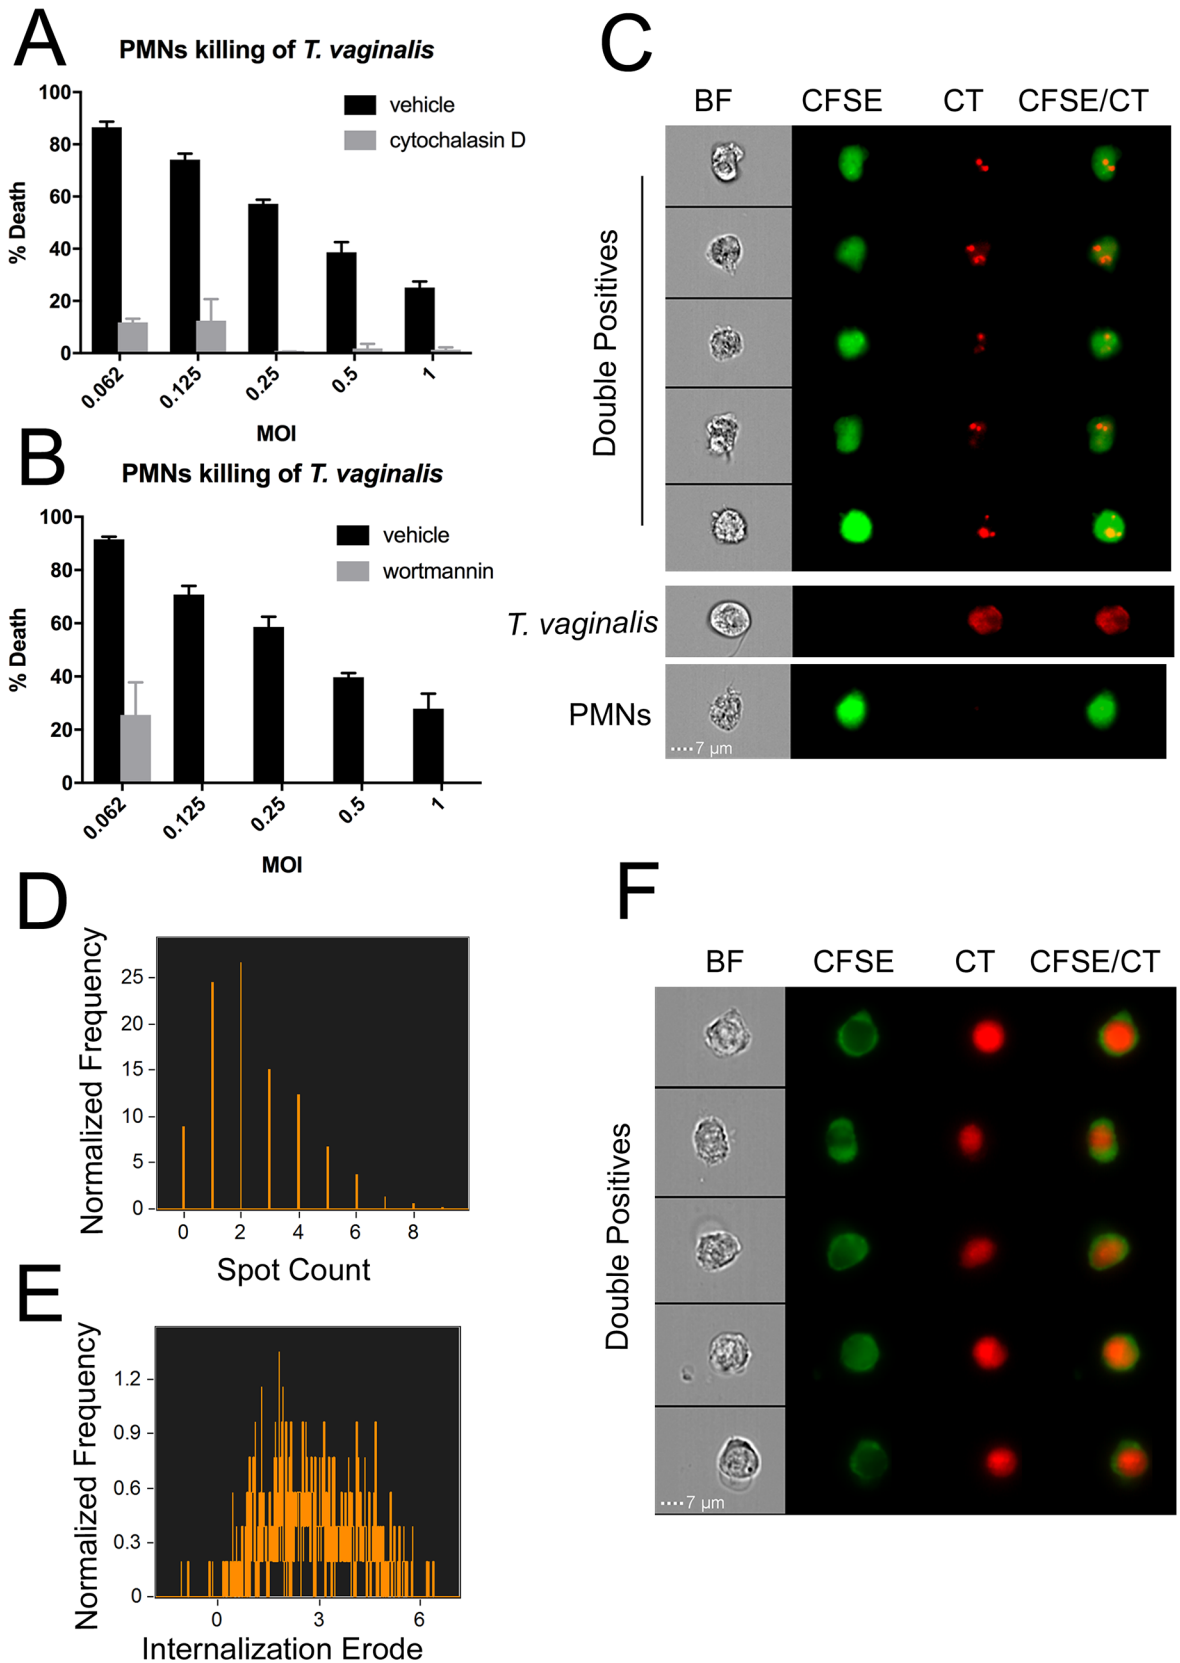 A
PMNs killing of T. vaginalis
vehicle
cytochalasin D
% Death
100
80
60
40
20
0
0.062
0.125
0.25
0.5
1
MOI
B
PMNs killing of T. vaginalis
vehicle
wortmannin
% Death
100
80
60
40
20
0
0.062
0.125
0.25
0.5
1
MOI
C
BF
CFSE
CT
CFSE/CT
Double Positives
T. vaginalis
PMNs
7 µm
D
Normalized Frequency
25
20
15
10
5
0
0
2
4
6
8
Spot Count
E
Normalized Frequency
1.2
0.9
0.6
0.3
0
0
3
6
Internalization Erode
F
BF
CFSE
CT
CFSE/CT
Double Positives
7 µm